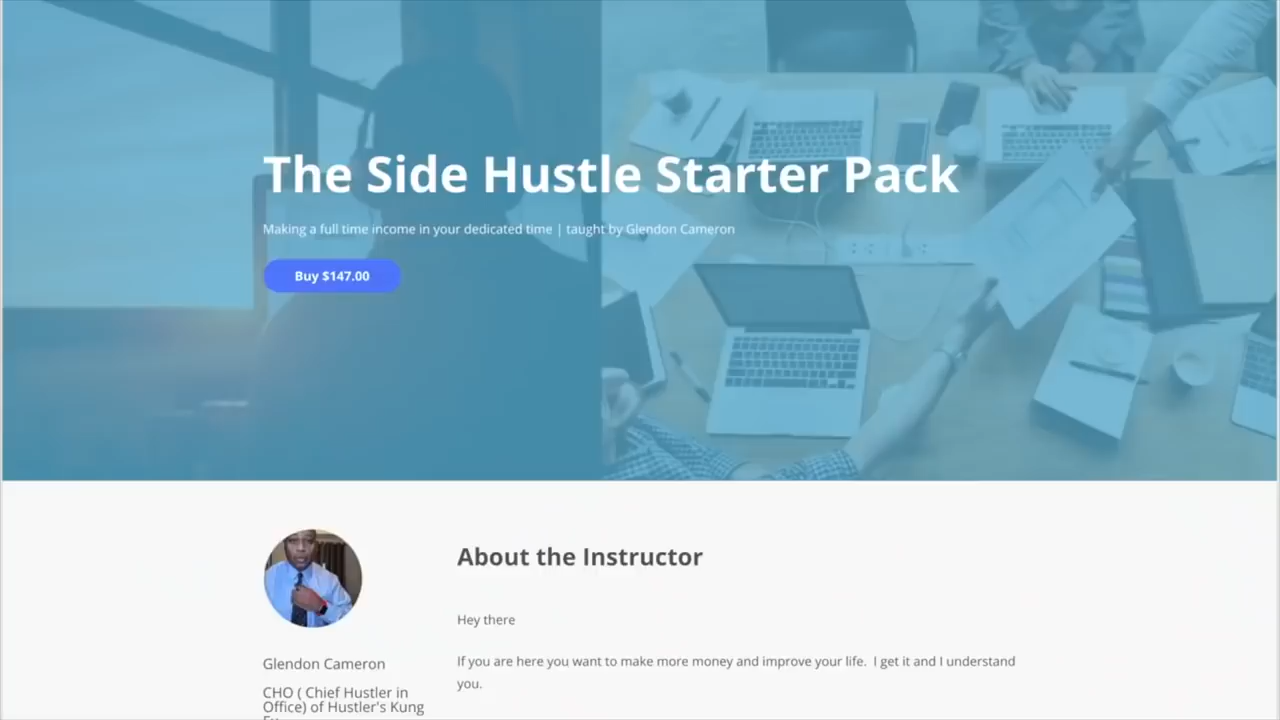 The Side Hustle Starter Pack
Making a full time income in your dedicated time | taught by Glendon Cameron
Buy $147.00
About the Instructor
Hey there
If you are here you want to make more money and improve your life.  I get it and I understand
you.
Glendon Cameron
CHO ( Chief Hustler in
Office) of Hustler's Kung